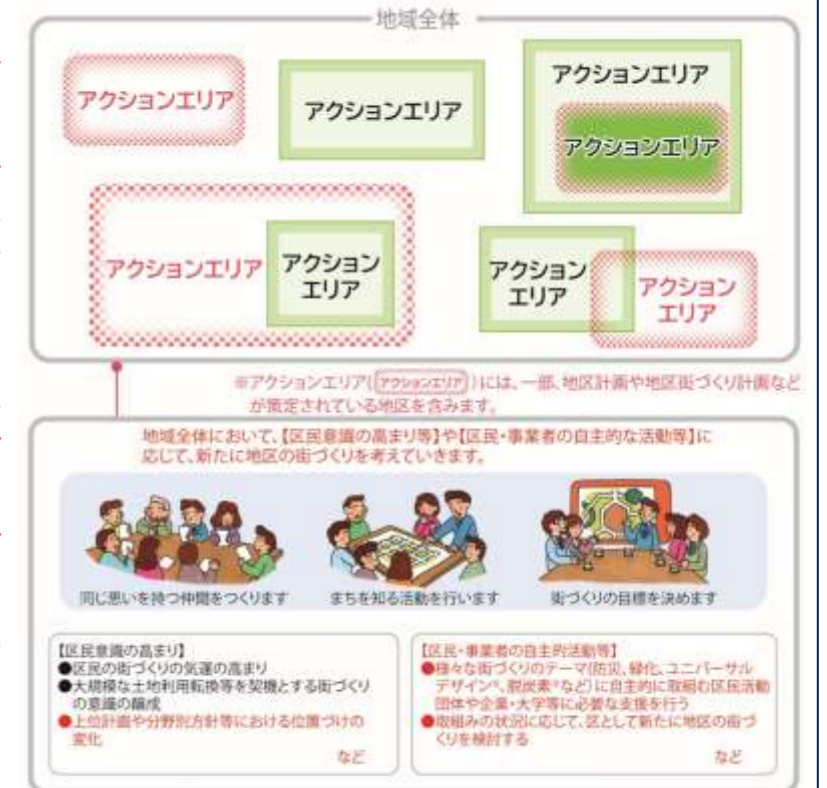 地域全体
アクションエリア
アクションエリア
アクションエリア
アクションエリア
アクションエリア
アクション
エリア
アクション
エリア
アクション
エリア
※アクションエリア(アクションエリア)には、一部、地区計画や地区街づくり計画など
が策定されている地区を含みます。
地域全体において、【区民意識の高まり等】や【区民・事業者の自主的な活動等】に
応じて、新たに地区の街づくりを考えていきます。
同じ思いを持つ仲間をつくります
まちを知る活動を行います
街づくりの目標を決めます
【区民意識の高まり】
●区民の街づくりの気運の高まり
●大規模な土地利用転換等を契機とする街づくり
の意識の醸成
●上位計画や分野別方針等における位置づけの
変化
など
【区民・事業者の自主的活動等】
●様々な街づくりのテーマ(防災、緑化、ユニバーサル
デザイン※、脱炭素※など)に自主的に取組む区民活動
団体や企業・大学等に必要な支援を行う
●取組みの状況に応じて、区として新たに地区の街づ
くりを検討する
など